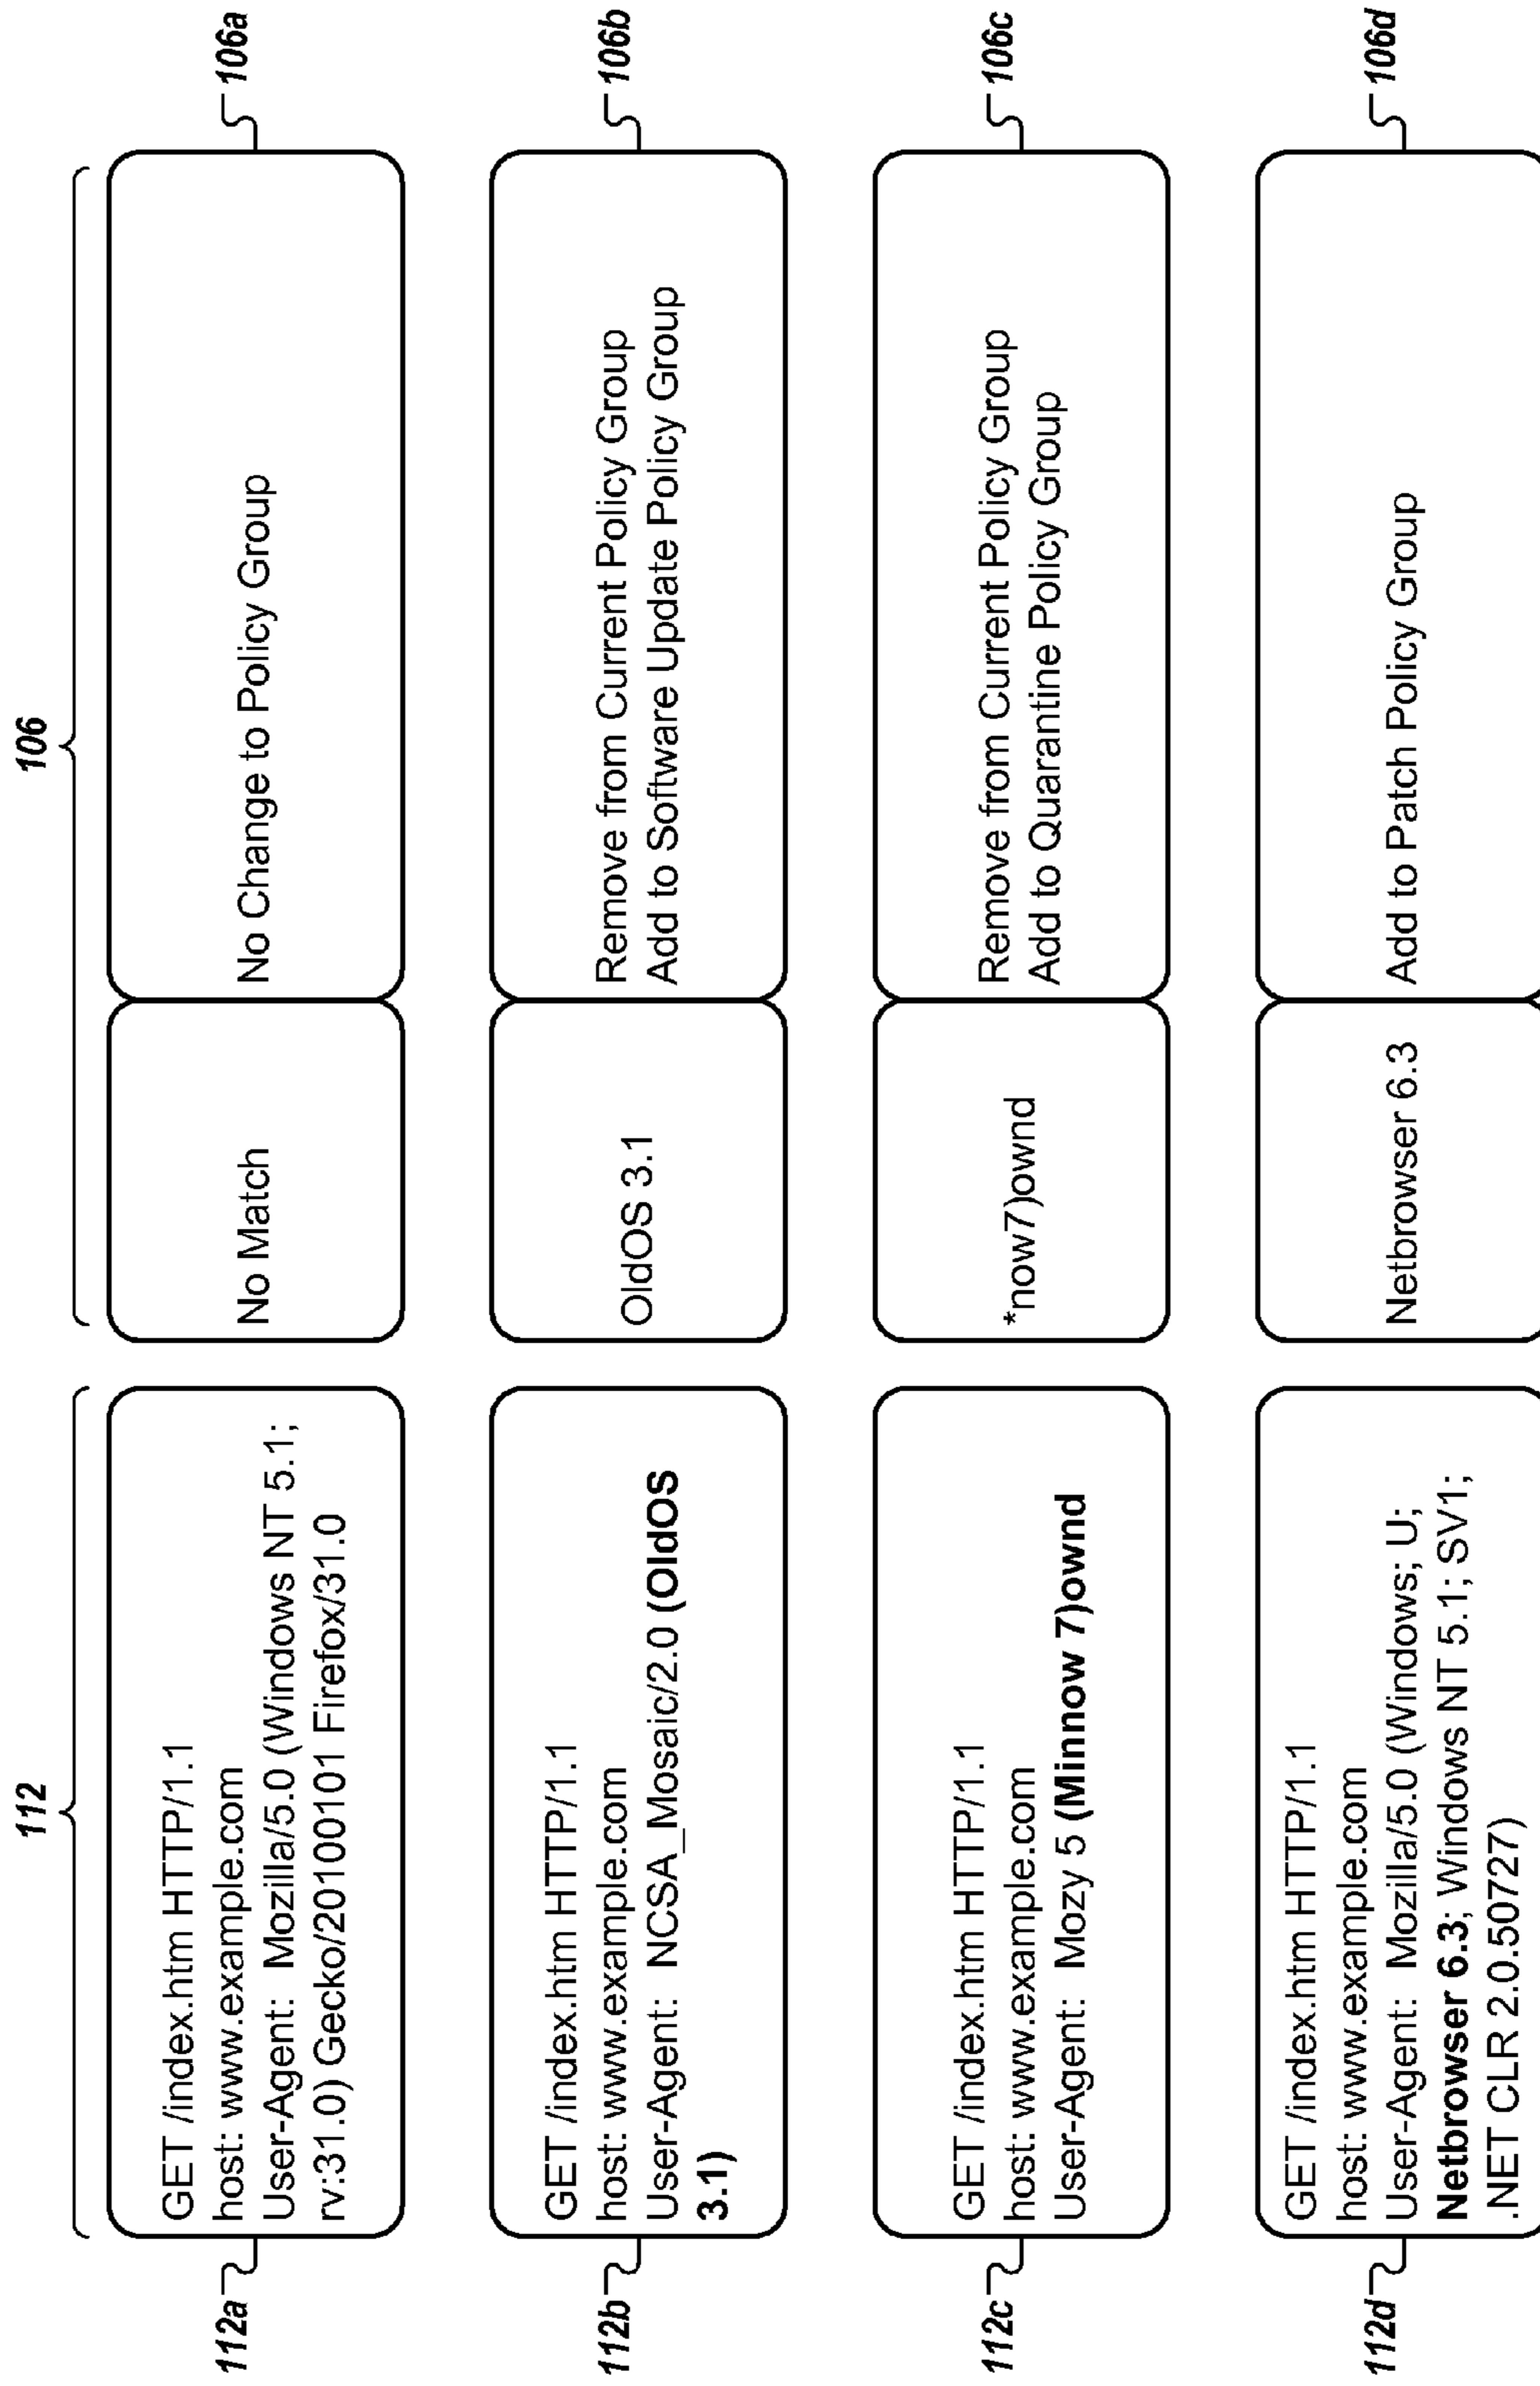 112
106
112a
GET /index.htm HTTP/1.1
host: www.example.com
User-Agent: Mozilla/5.0 (Windows NT 5.1;
rv:31.0) Gecko/20100101 Firefox/31.0
No Match
No Change to Policy Group
106a
112b
GET /index.htm HTTP/1.1
host: www.example.com
User-Agent: NCSA_Mosaic/2.0 (OldOS
3.1)
OldOS 3.1
Remove from Current Policy Group
Add to Software Update Policy Group
106b
112c
GET /index.htm HTTP/1.1
host: www.example.com
User-Agent: Mozy 5 (Minnow 7)ownd
*now7)ownd
Remove from Current Policy Group
Add to Quarantine Policy Group
106c
112d
GET /index.htm HTTP/1.1
host: www.example.com
User-Agent: Mozilla/5.0 (Windows; U;
Netbrowser 6.3; Windows NT 5.1; SV1;
.NET CLR 2.0.50727)
Netbrowser 6.3
Add to Patch Policy Group
106d